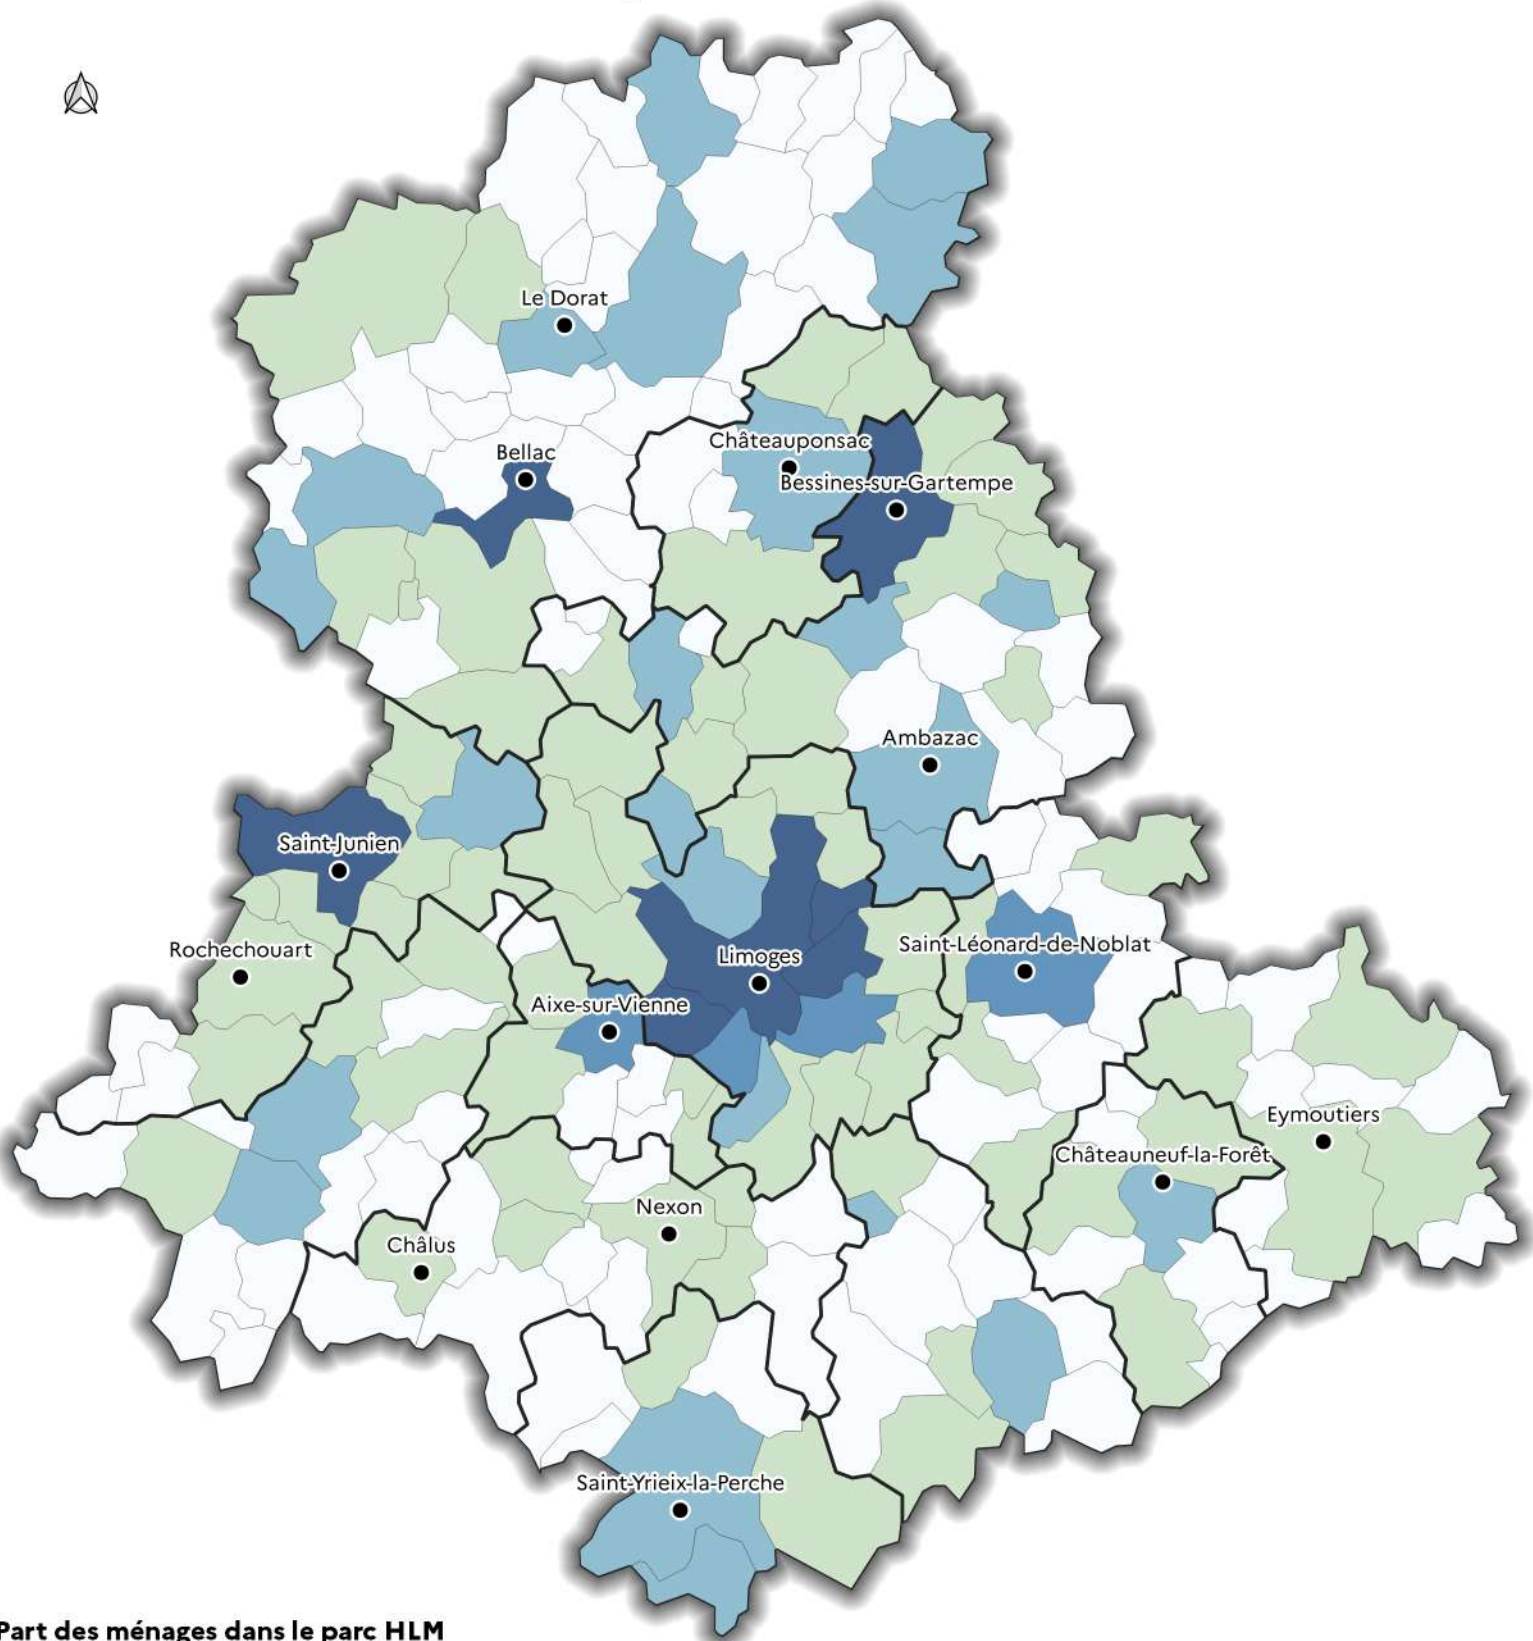 Le Dorat
Châteauponsac
Bellac
Bessines-sur-Gartempe
Ambazac
Saint-Junien
Rochechouart
Limoges
Saint-Léonard-de-Noblat
Aixe-sur-Vienne
Eymoutiers
Châteauneuf-la-Forêt
Nexon
Châlus
Saint-Yrieix-la-Perche
Part des ménages dans le parc HLM